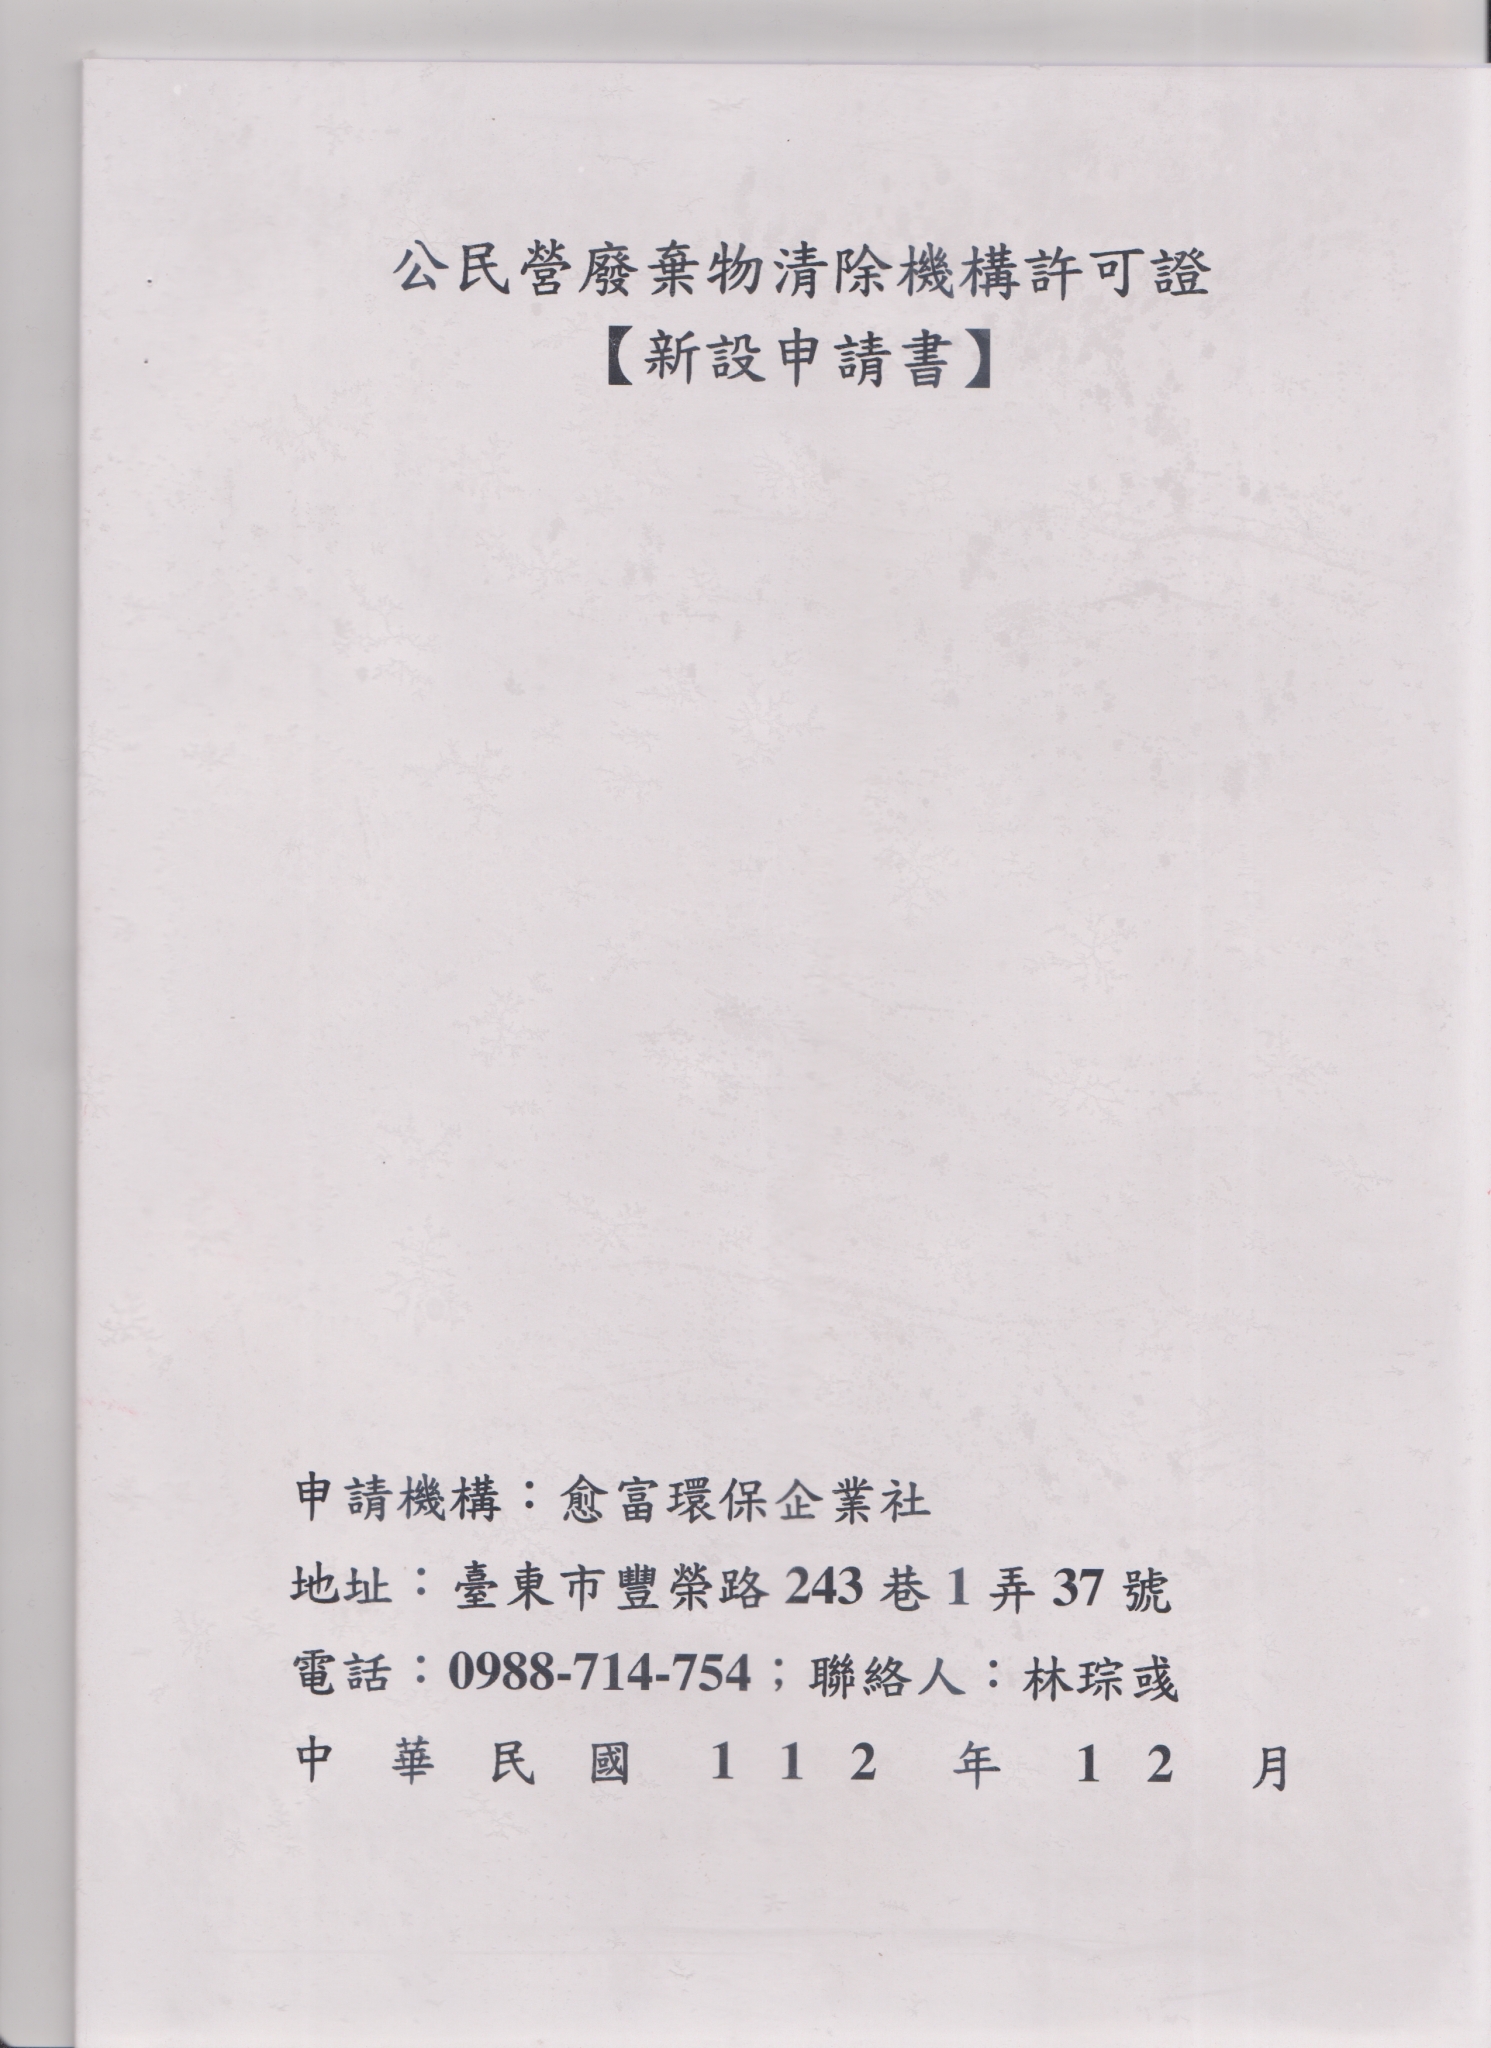 公民營廢棄物清除機構許可證
【新設申請書】
申請機構：愈富環保企業社
地址：臺東市豐榮路 243 巷 1 弄 37 號
電話：0988-714-754；聯絡人：林琮彧
中 華 民 國 1 1 2 年 1 2 月